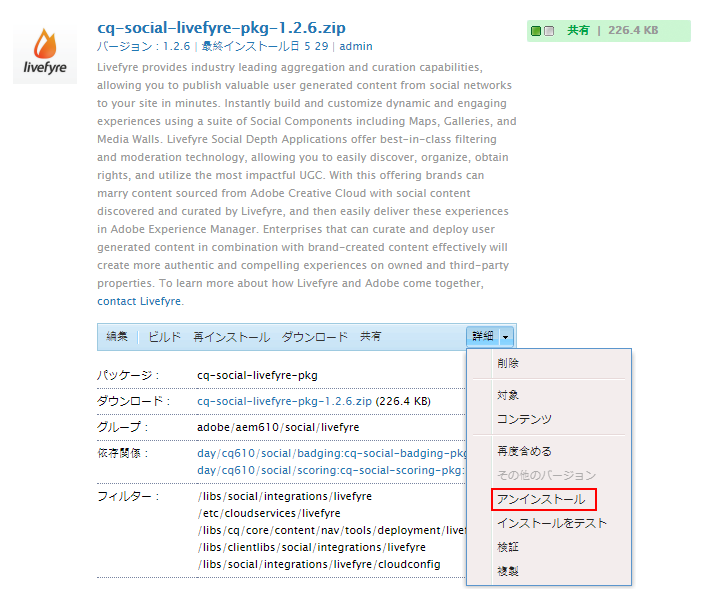 livefyre
cq-social-livefyre-pkg-1.2.6.zip
バージョン : 1.2.6 | 最終インストール日 5 29 | admin
共有 | 226.4 KB
Livefyre provides industry leading aggregation and curation capabilities,
allowing you to publish valuable user generated content from social networks
to your site in minutes. Instantly build and customize dynamic and engaging
experiences using a suite of Social Components including Maps, Galleries, and
Media Walls. Livefyre Social Depth Applications offer best-in-class filtering
and moderation technology, allowing you to easily discover, organize, obtain
rights, and utilize the most impactful UGC. With this offering brands can
marry content sourced from Adobe Creative Cloud with social content
discovered and curated by Livefyre, and then easily deliver these experiences
in Adobe Experience Manager. Enterprises that can curate and deploy user
generated content in combination with brand-created content effectively will
create more authentic and compelling experiences on owned and third-party
properties. To learn more about how Livefyre and Adobe come together,
contact Livefyre.
編集 ビルド 再インストール ダウンロード 共有 詳細
パッケージ : cq-social-livefyre-pkg
ダウンロード : cq-social-livefyre-pkg-1.2.6.zip (226.4 KB)
グループ : adobe/aem610/social/livefyre
依存関係 : day/cq610/social/badging:cq-social-badging-pkg
day/cq610/social/scoring:cq-social-scoring-pkg:
フィルター : /libs/social/integrations/livefyre
/etc/cloudservices/livefyre
/libs/cq/core/content/nav/tools/deployment/livef
/libs/clientlibs/social/integrations/livefyre
/libs/social/integrations/livefyre/cloudconfig
削除
対象
コンテンツ
再度含める
その他のバージョン
アンインストール
インストールをテスト
検証
複製